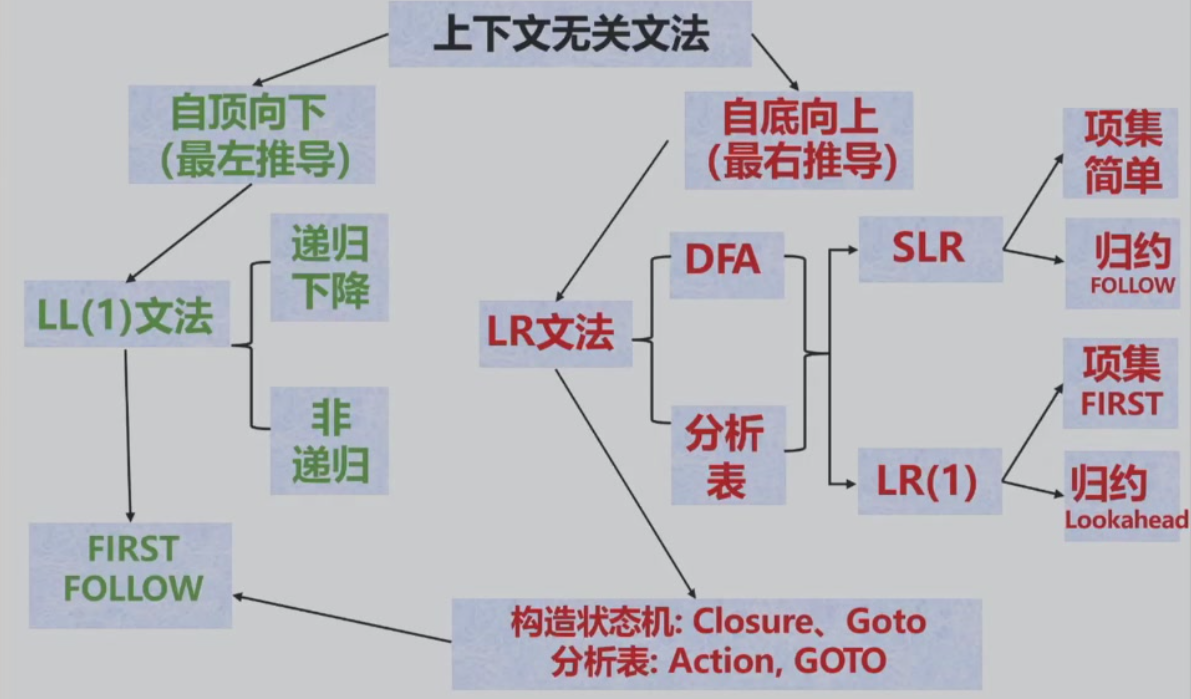 上下文无关文法
自顶向下
(最左推导)
自底向上
(最右推导)
项集
简单
递归
下降
DFA
SLR
归约
FOLLOW
LL(1)文法
LR文法
项集
FIRST
非
递归
分析
表
LR(1)
归约
Lookahead
FIRST
FOLLOW
构造状态机: Closure、Goto
分析表: Action, GOTO